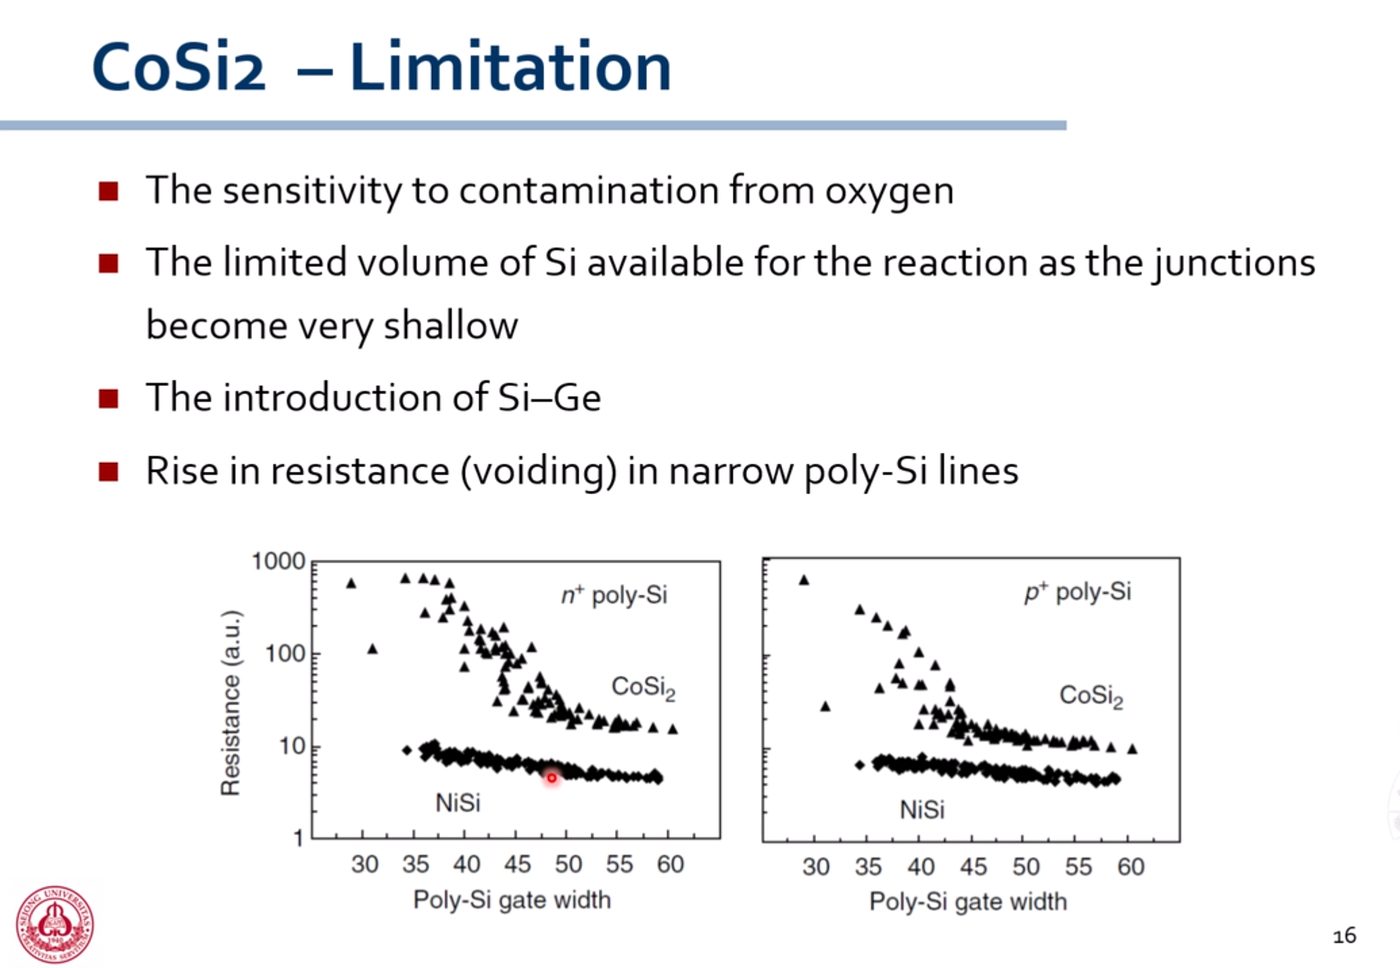 CoSi2 – Limitation
The sensitivity to contamination from oxygen
The limited volume of Si available for the reaction as the junctions
become very shallow
The introduction of Si–Ge
Rise in resistance (voiding) in narrow poly-Si lines
1000
100
10
1
Resistance (a.u.)
n⁺ poly-Si
CoSi₂
NiSi
30 35 40 45 50 55 60
Poly-Si gate width
p⁺ poly-Si
CoSi₂
NiSi
30 35 40 45 50 55 60
Poly-Si gate width
SEJONG UNIVERSITAS
1940
16